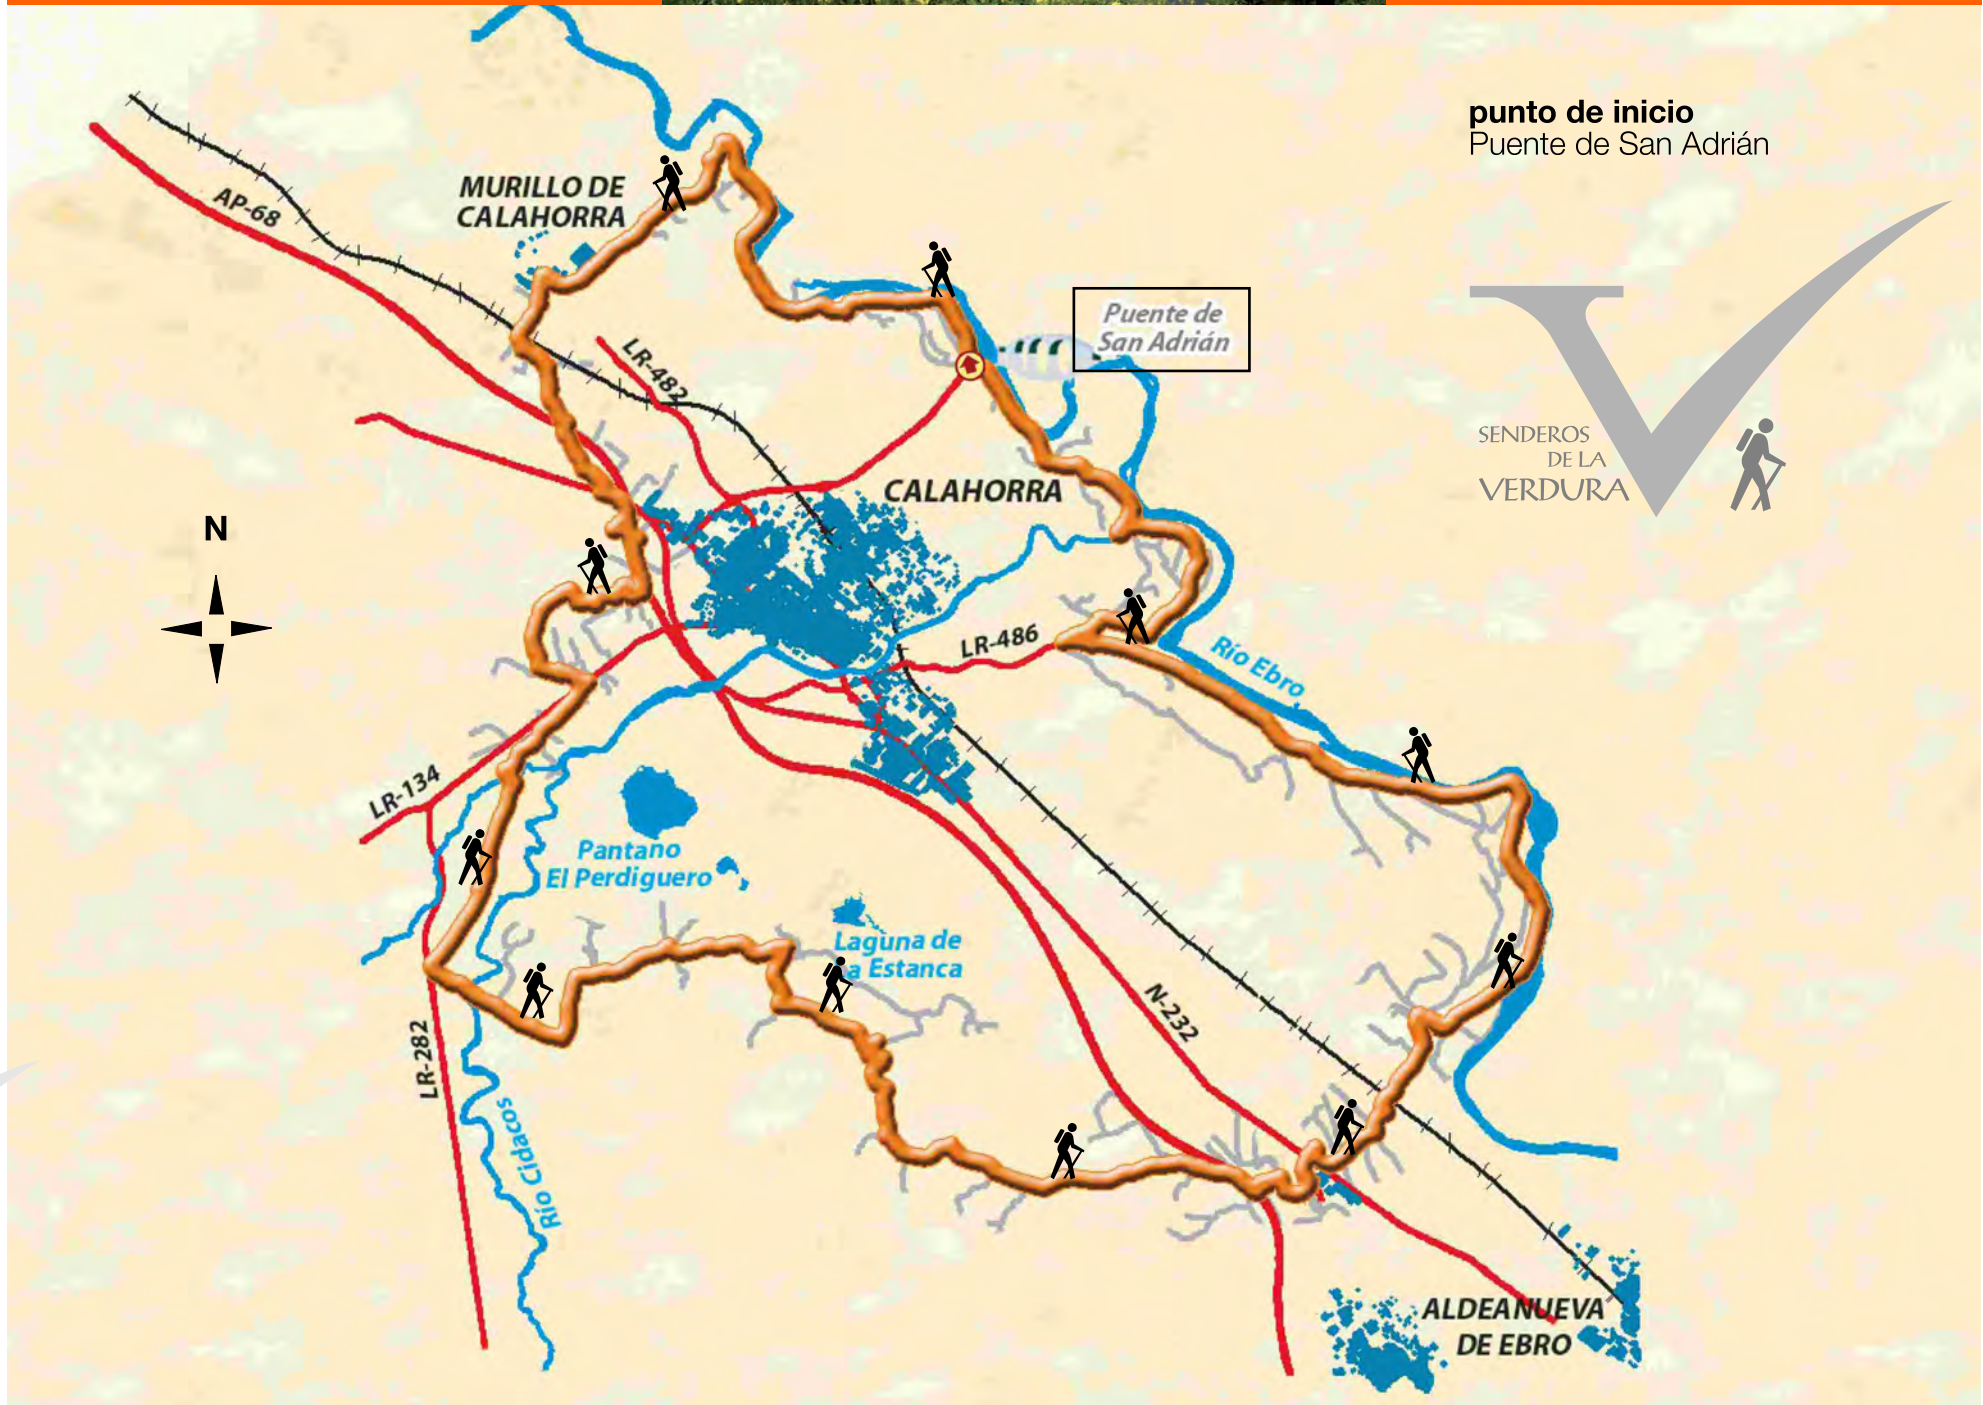 punto de inicio
Puente de San Adrián
MURILLO DE
CALAHORRA
AP-68
Puente de
San Adrián
LR-482
SENDEROS
DE LA
VERDURA
CALAHORRA
N
LR-486
Río Ebro
LR-134
Pantano
El Perdiguero
Laguna de
a Estanca
N-232
LR-282
Río Cidacos
ALDEANUEVA
DE EBRO